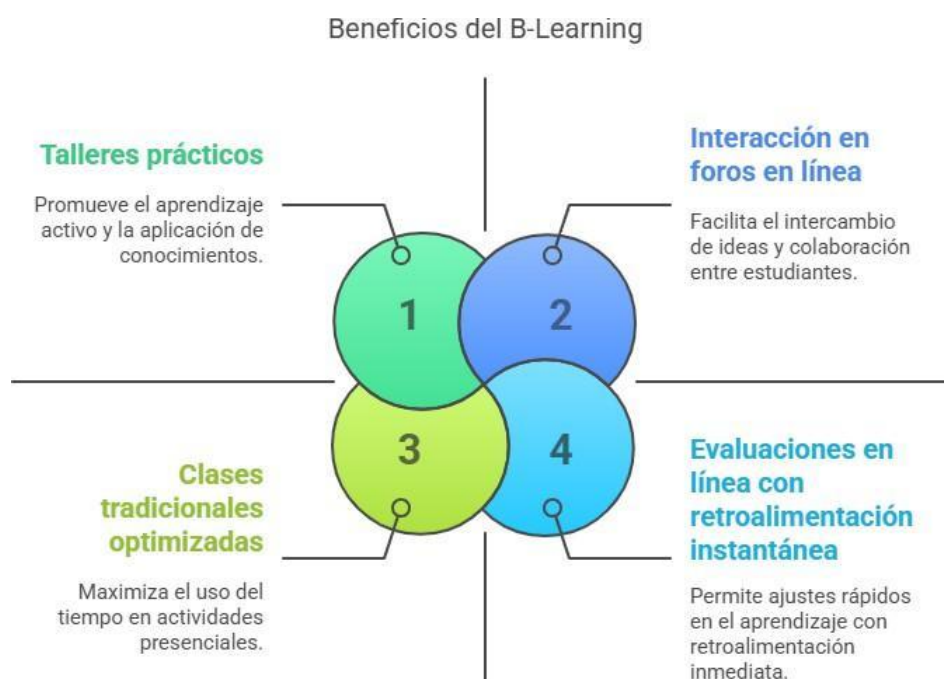 Beneficios del B-Learning
Talleres prácticos
Promueve el aprendizaje
activo y la aplicación de
conocimientos.
Interacción en
foros en línea
Facilita el intercambio
de ideas y colaboración
entre estudiantes.
1
2
3
4
Clases
tradicionales
optimizadas
Maximiza el uso del
tiempo en actividades
presenciales.
Evaluaciones en
línea con
retroalimentación
instantánea
Permite ajustes rápidos
en el aprendizaje con
retroalimentación
inmediata.